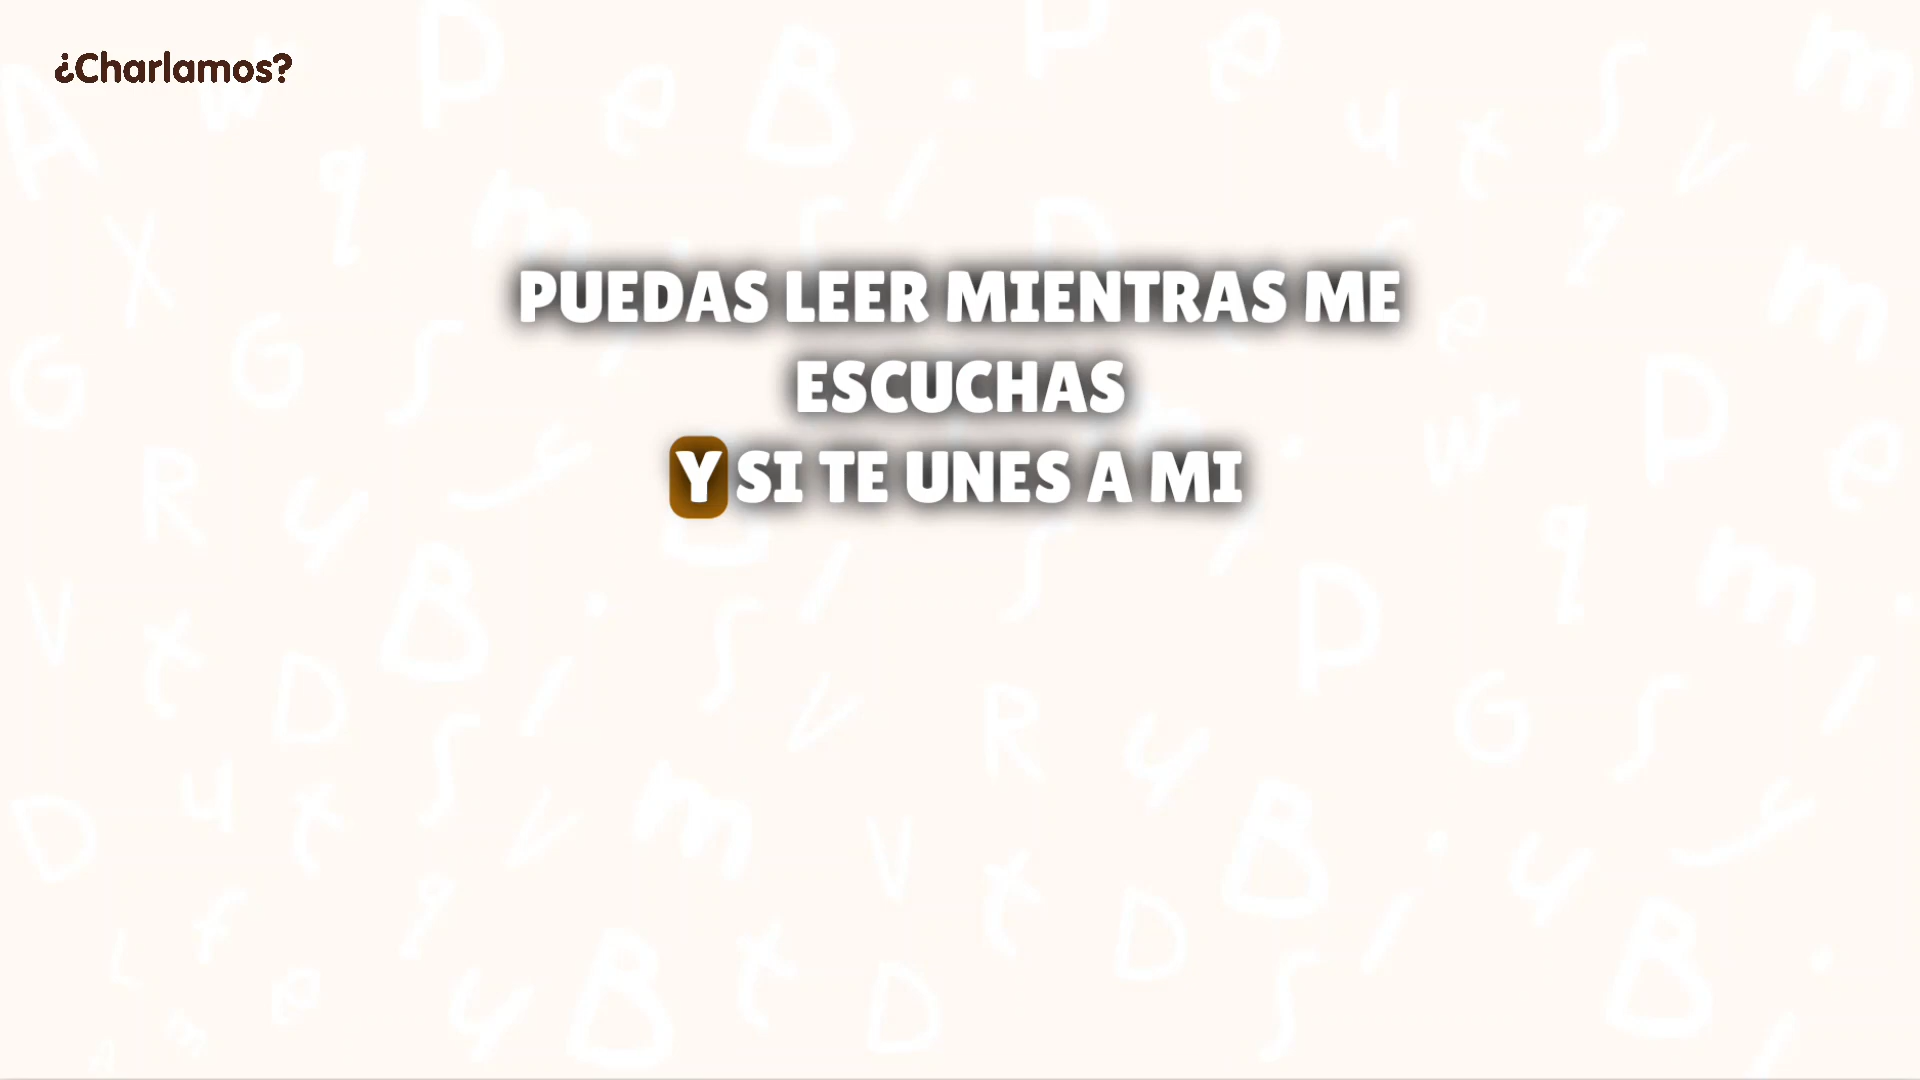 ¿Charlamos?
PUEDAS LEER MIENTRAS ME
ESCUCHAS
Y SI TE UNES A MI